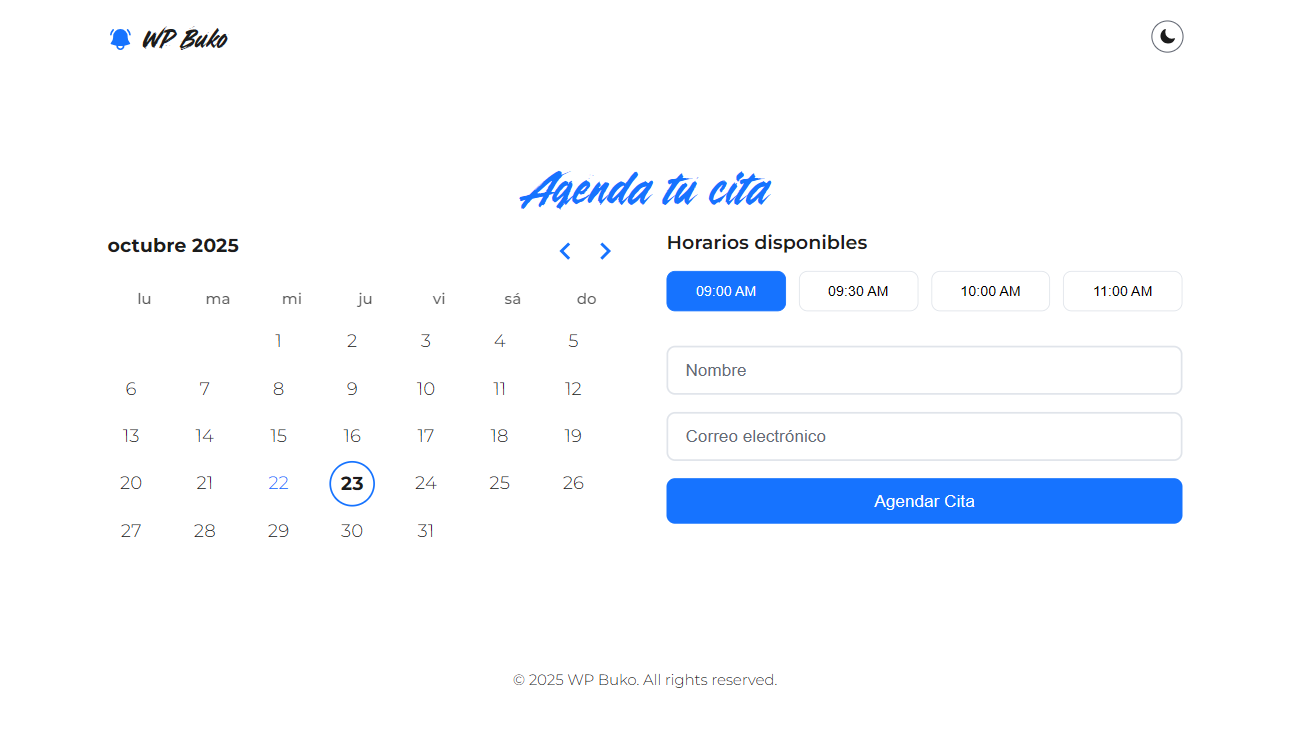 WP Buko
Agenda tu cita
octubre 2025
lu ma mi ju vi sá do
1 2 3 4 5
6 7 8 9 10 11 12
13 14 15 16 17 18 19
20 21 22 23 24 25 26
27 28 29 30 31
Horarios disponibles
09:00 AM 09:30 AM 10:00 AM 11:00 AM
Nombre
Correo electrónico
Agendar Cita
© 2025 WP Buko. All rights reserved.